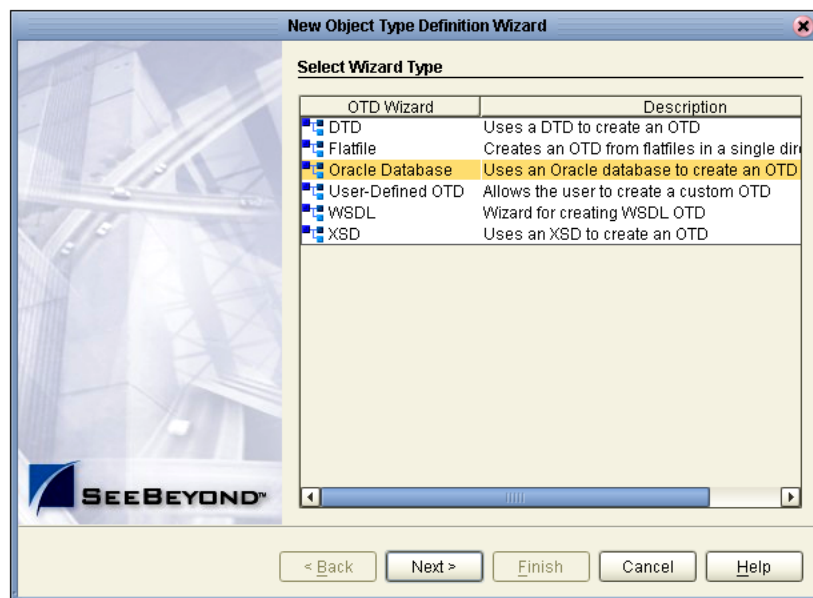 New Object Type Definition Wizard
Select Wizard Type
OTD Wizard Description
DTD Uses a DTD to create an OTD
Flatfile Creates an OTD from flatfiles in a single dire
Oracle Database Uses an Oracle database to create an OTD
User-Defined OTD Allows the user to create a custom OTD
WSDL Wizard for creating WSDL OTD
XSD Uses an XSD to create an OTD
SEEBEYOND™
< Back Next > Finish Cancel Help